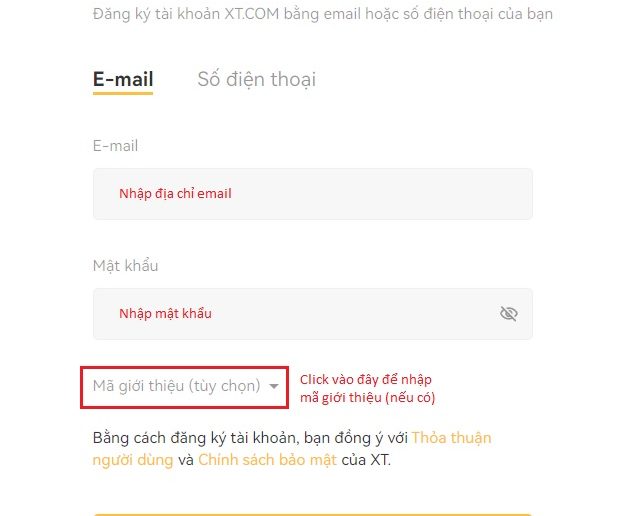 Đăng ký tài khoản XT.COM bằng email hoặc số điện thoại của bạn
E-mail Số điện thoại
E-mail
Nhập địa chỉ email
Mật khẩu
Nhập mật khẩu
Mã giới thiệu (tùy chọn)
Click vào đây để nhập
mã giới thiệu (nếu có)
Bằng cách đăng ký tài khoản, bạn đồng ý với Thỏa thuận
người dùng và Chính sách bảo mật của XT.